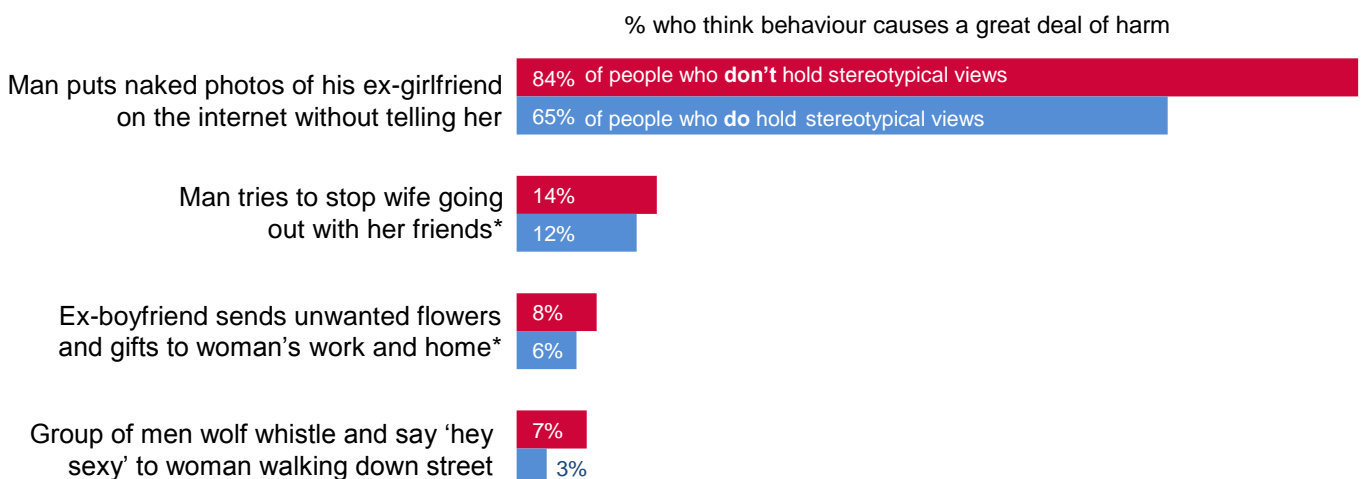 % who think behaviour causes a great deal of harm
Man puts naked photos of his ex-girlfriend
on the internet without telling her
84% of people who don't hold stereotypical views
65% of people who do hold stereotypical views
Man tries to stop wife going
out with her friends*
14%
12%
Ex-boyfriend sends unwanted flowers
and gifts to woman's work and home*
8%
6%
Group of men wolf whistle and say ‘hey
sexy’ to woman walking down street
7%
3%